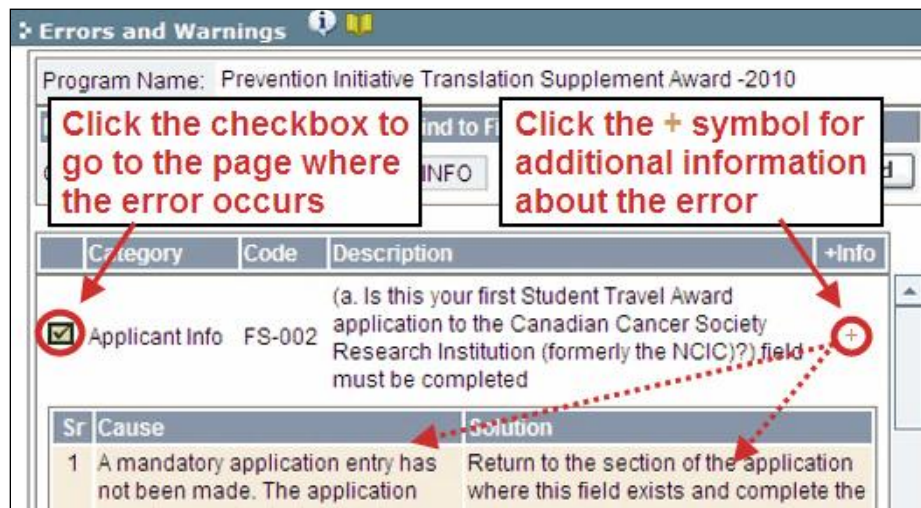 Errors and Warnings
Program Name: Prevention Initiative Translation Supplement Award -2010
ind to Fi
Click the checkbox to
go to the page where
the error occurs
NFO
Click the + symbol for
additional information
about the error
Category Code Description +Info
Applicant Info FS-002 (a. Is this your first Student Travel Award
application to the Canadian Cancer Society
Research Institution (formerly the NCIC)?) field
must be completed
+
Sr Cause Solution
1 A mandatory application entry has Return to the section of the application
not been made. The application where this field exists and complete the